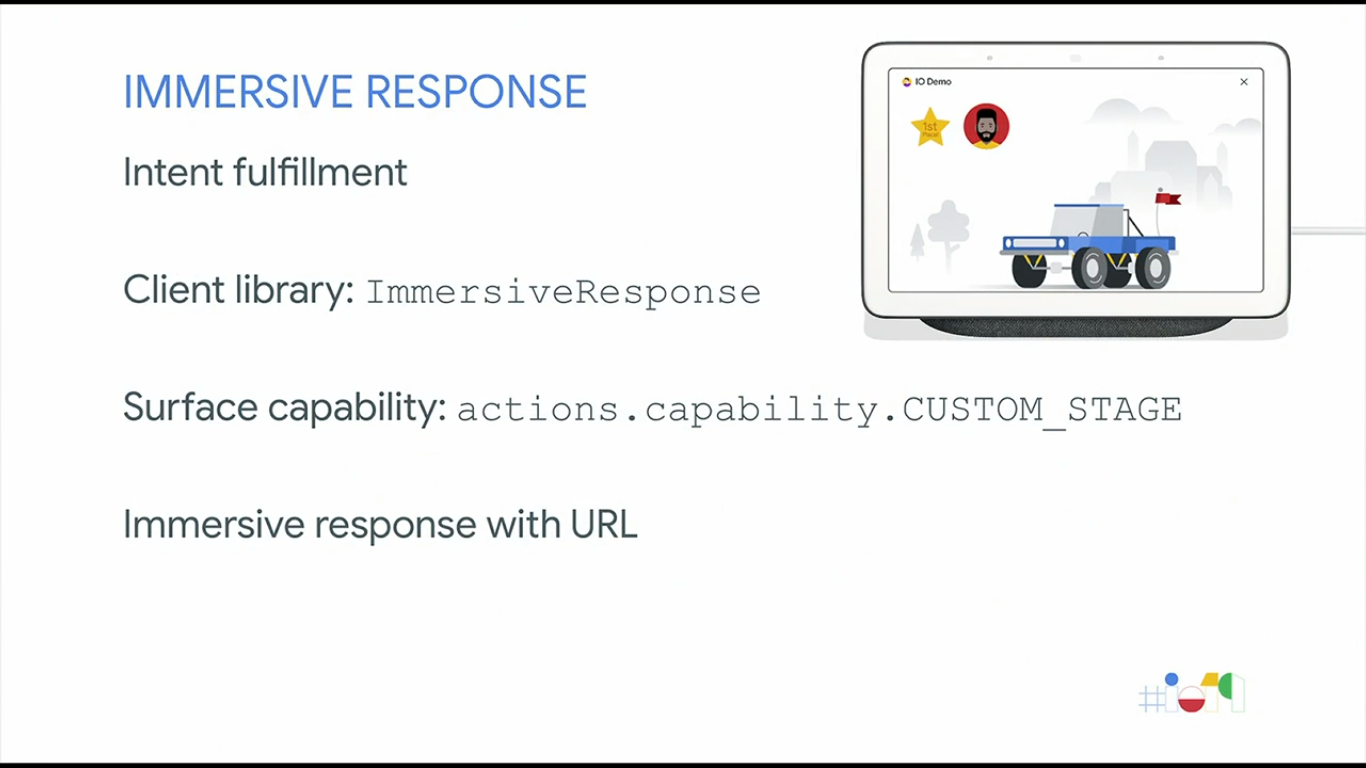 IMMERSIVE RESPONSE
IO Demo
1st
Place!
Intent fulfillment
Client library: ImmersiveResponse
Surface capability: actions.capability.CUSTOM_STAGE
Immersive response with URL
#io19